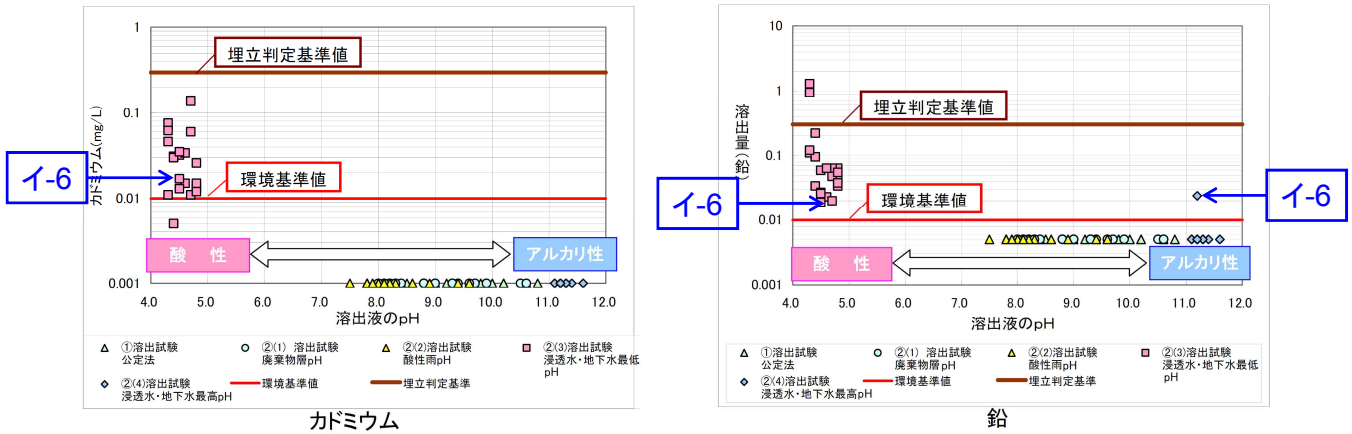 1
0.1
0.01
0.001
カドミウム(mg/L)
埋立判定基準値
環境基準値
イ-6
酸 性
アルカリ性
4.0 5.0 6.0 7.0 8.0 9.0 10.0 11.0 12.0
溶出液のpH
①溶出試験 公定法
②(1) 溶出試験 廃棄物層pH
②(2)溶出試験 酸性雨pH
②(3)溶出試験 浸透水・地下水最低pH
②(4)溶出試験 浸透水・地下水最高pH
環境基準値
埋立判定基準
カドミウム
10
1
0.1
0.01
0.001
溶出量(鉛)
埋立判定基準値
環境基準値
イ-6
イ-6
酸 性
アルカリ性
4.0 5.0 6.0 7.0 8.0 9.0 10.0 11.0 12.0
溶出液のpH
①溶出試験 公定法
②(1) 溶出試験 廃棄物層pH
②(2)溶出試験 酸性雨pH
②(3)溶出試験 浸透水・地下水最低pH
②(4)溶出試験 浸透水・地下水最高pH
環境基準値
埋立判定基準
鉛